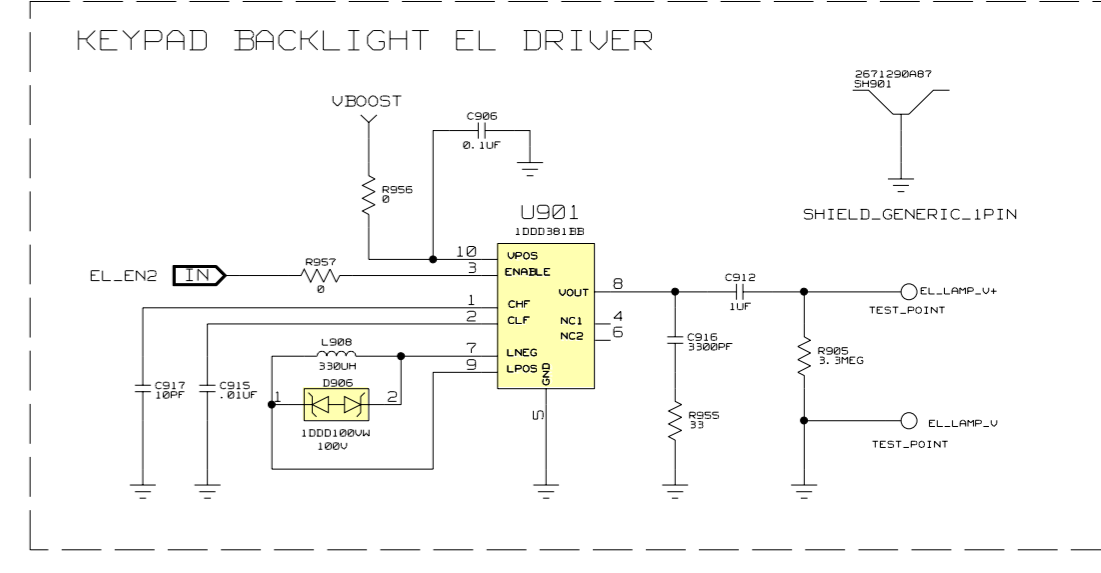 KEYPAD BACKLIGHT EL DRIVER
2671290A87
SH901
VBOOST
C906
0.1UF
R956
0
U901
1DDD381BB
SHIELD_GENERIC_1PIN
10
VPOS
3
ENABLE
EL_EN2
IN
R957
0
8
VOUT
C912
1UF
EL_LAMP_V+
TEST_POINT
1
CHF
2
CLF
4
NC1
6
NC2
C916
3300PF
R905
3.3MEG
L908
330UH
7
LNEG
9
LPOS
GND
5
C917
10PF
C915
.01UF
D906
1
2
1DDD100VW
100V
R955
33
EL_LAMP_V
TEST_POINT